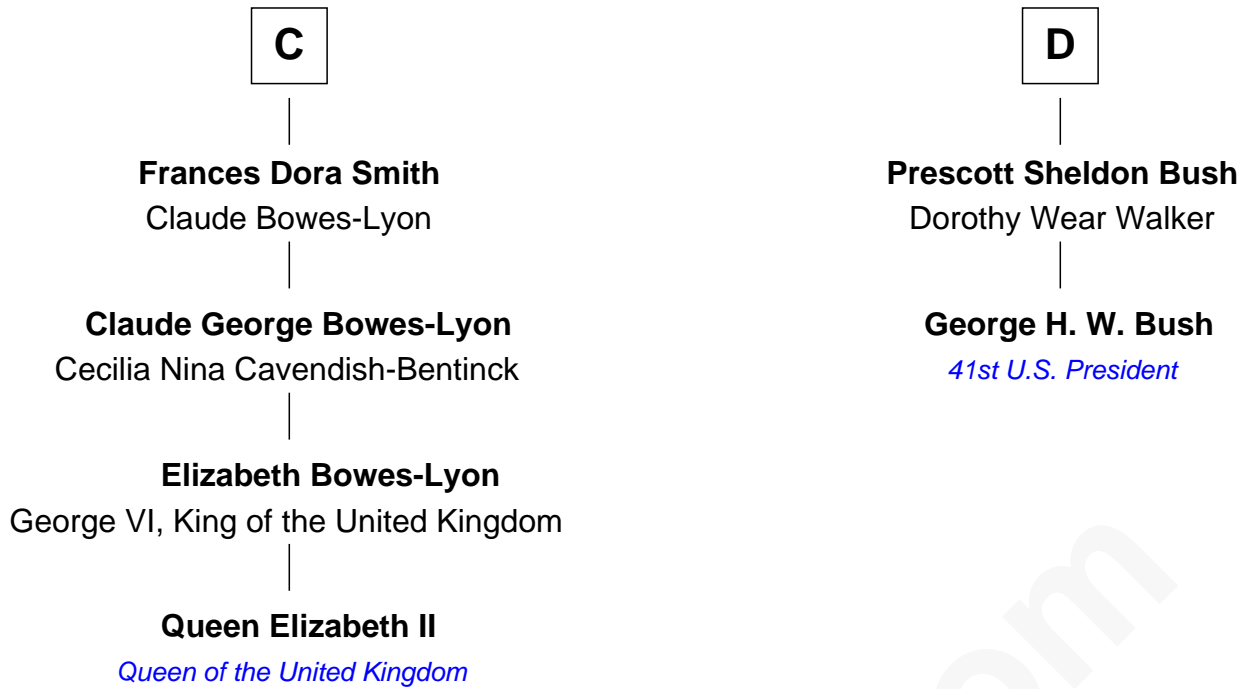 C
Frances Dora Smith
Claude Bowes-Lyon
Claude George Bowes-Lyon
Cecilia Nina Cavendish-Bentinck
Elizabeth Bowes-Lyon
George VI, King of the United Kingdom
Queen Elizabeth II
Queen of the United Kingdom
D
Prescott Sheldon Bush
Dorothy Wear Walker
George H. W. Bush
41st U.S. President
om